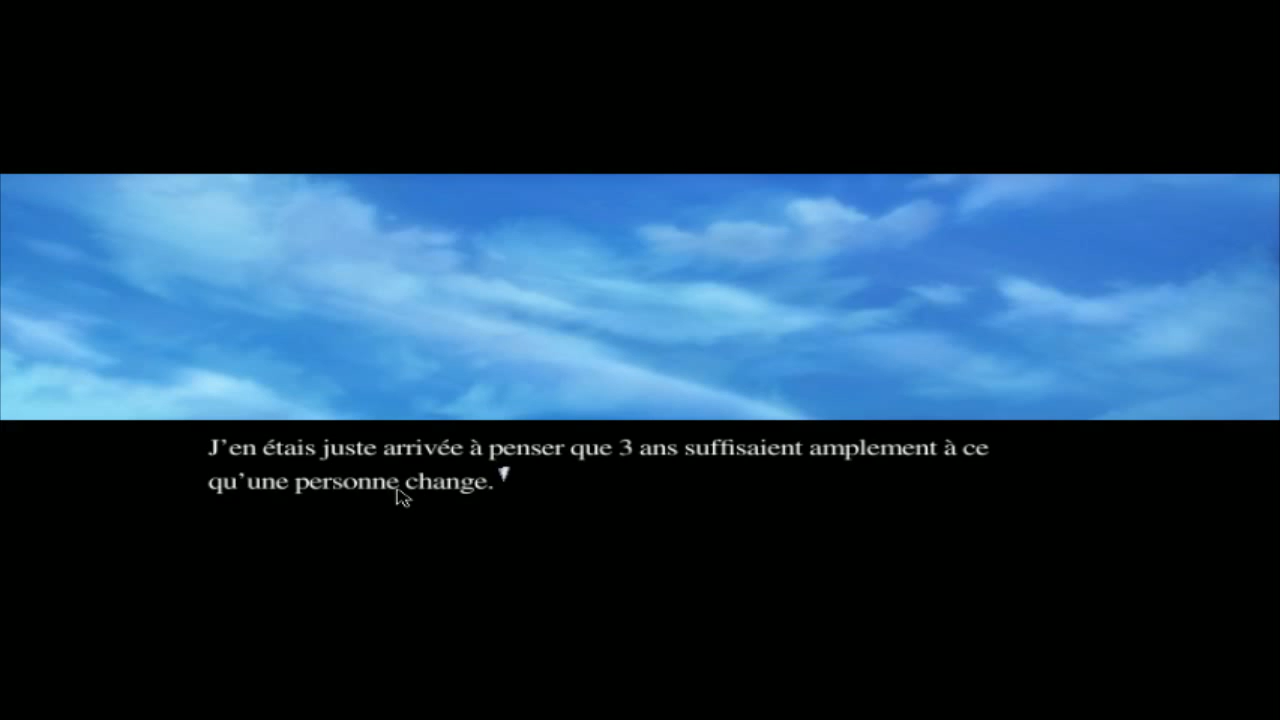 J’en étais juste arrivée à penser que 3 ans suffisaient amplement à ce
qu’une personne change.